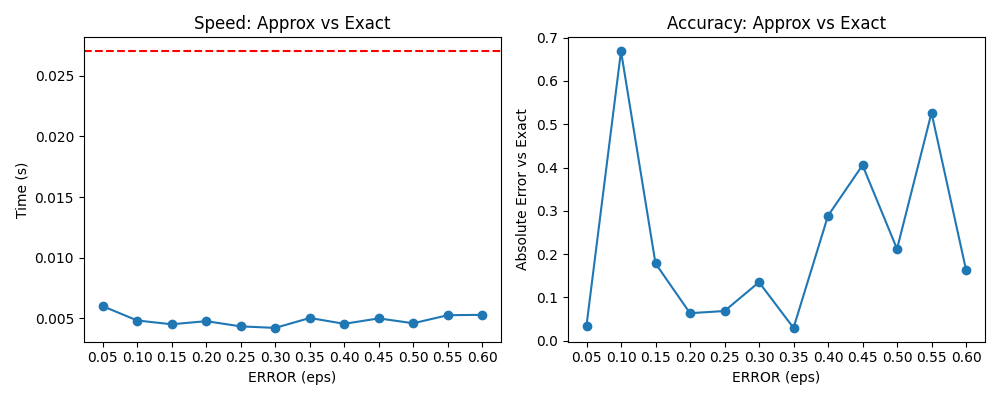 Speed: Approx vs Exact
Time (s)
0.025
0.020
0.015
0.010
0.005
0.05 0.10 0.15 0.20 0.25 0.30 0.35 0.40 0.45 0.50 0.55 0.60
ERROR (eps)
Accuracy: Approx vs Exact
Absolute Error vs Exact
0.7
0.6
0.5
0.4
0.3
0.2
0.1
0.0
0.05 0.10 0.15 0.20 0.25 0.30 0.35 0.40 0.45 0.50 0.55 0.60
ERROR (eps)